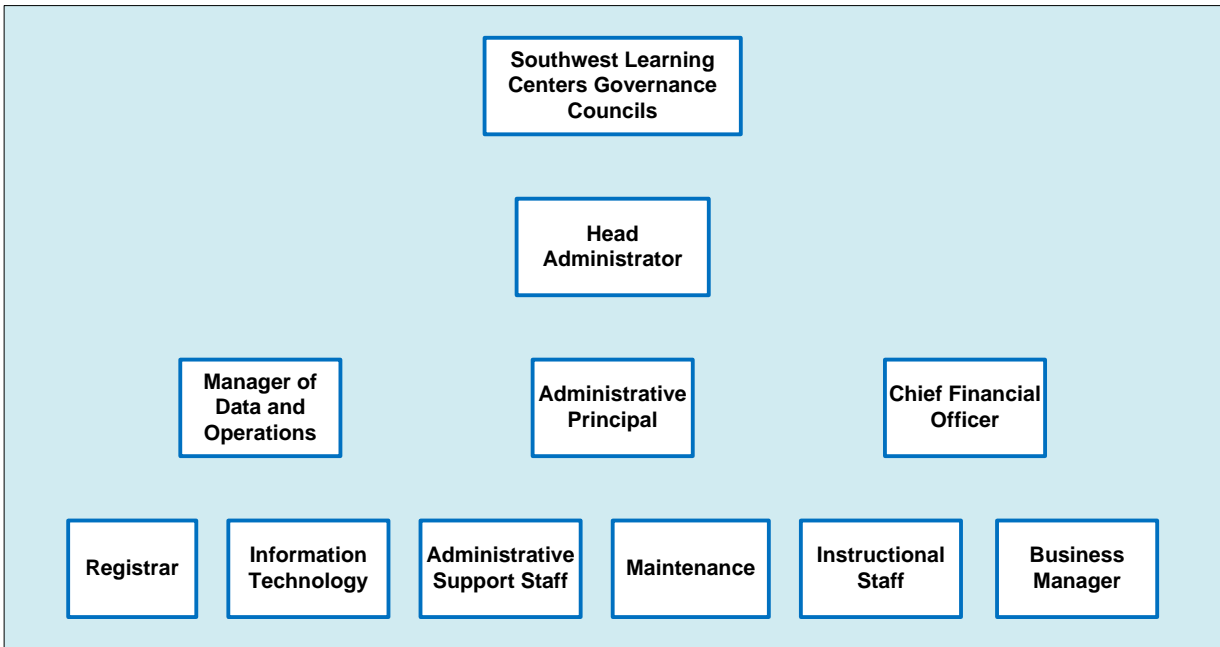 Southwest Learning
Centers Governance
Councils
Head
Administrator
Manager of
Data and
Operations
Administrative
Principal
Chief Financial
Officer
Registrar
Information
Technology
Administrative
Support Staff
Maintenance
Instructional
Staff
Business
Manager